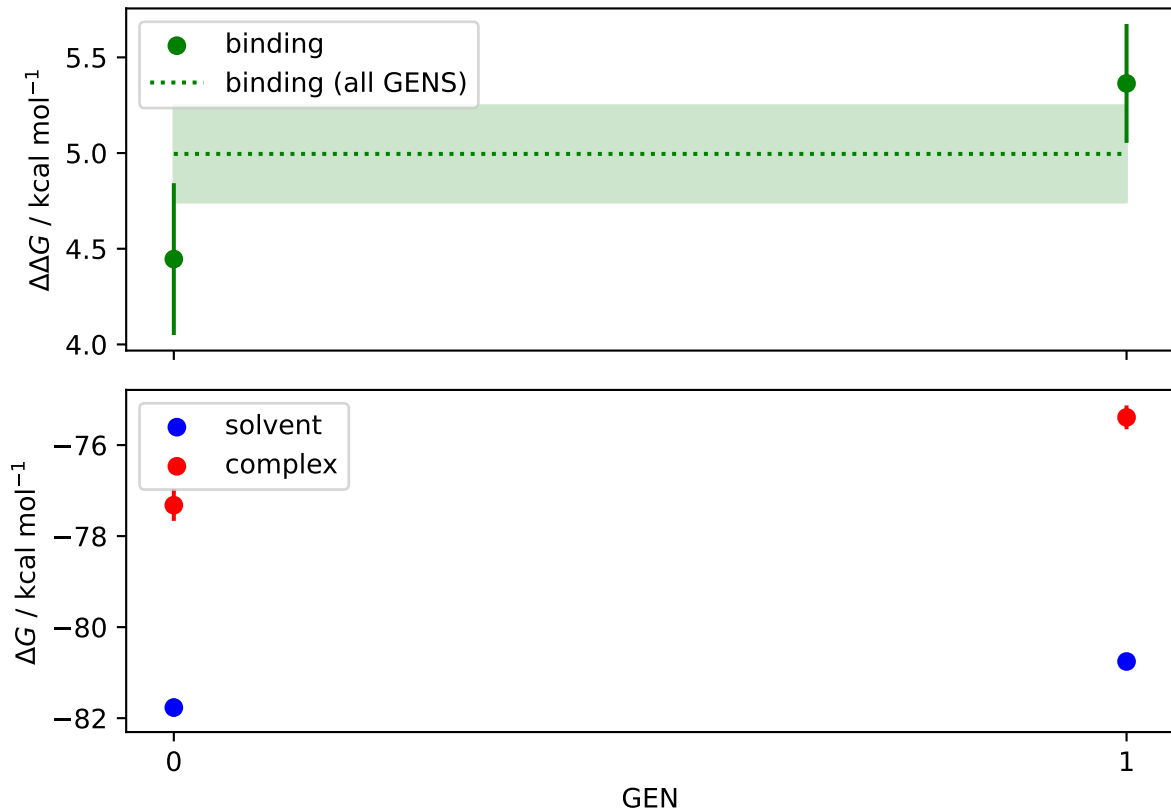 binding
binding (all GENS)
5.5
5.0
4.5
4.0
ΔΔG / kcal mol⁻¹
solvent
complex
−76
−78
−80
−82
ΔG / kcal mol⁻¹
0
1
GEN